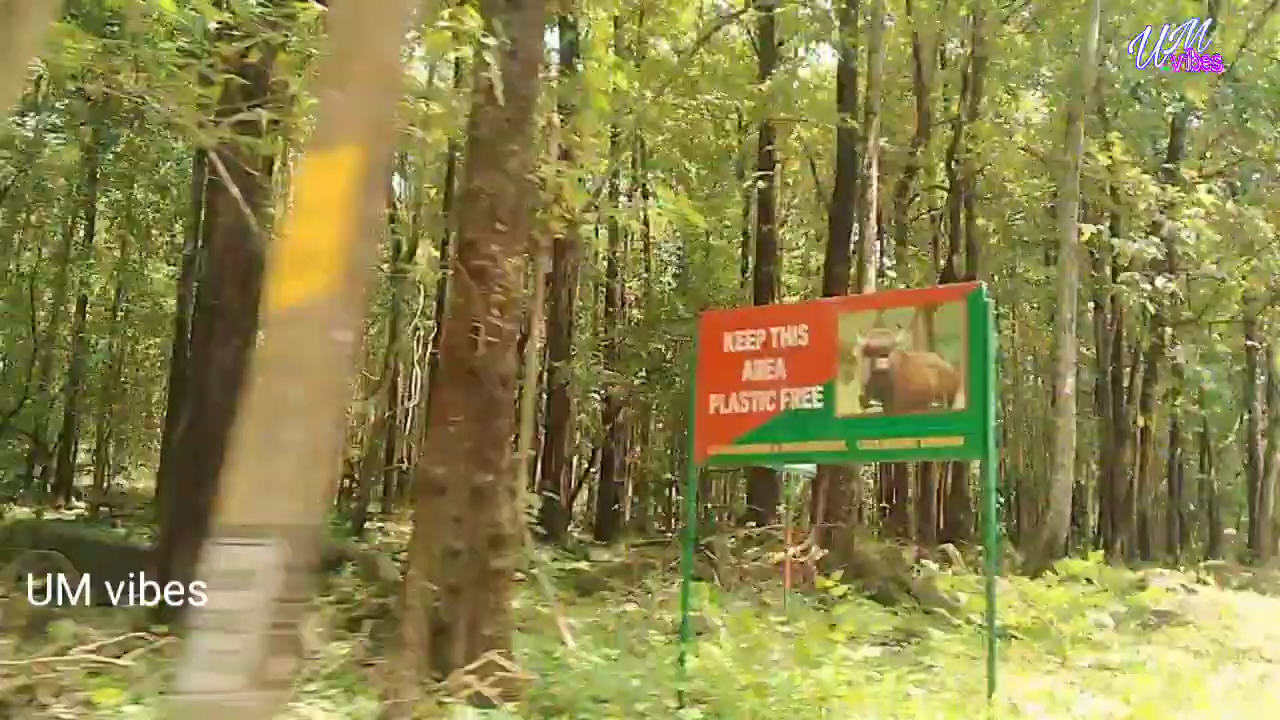 UM
vibes
KEEP THIS
AREA
PLASTIC FREE
UM vibes